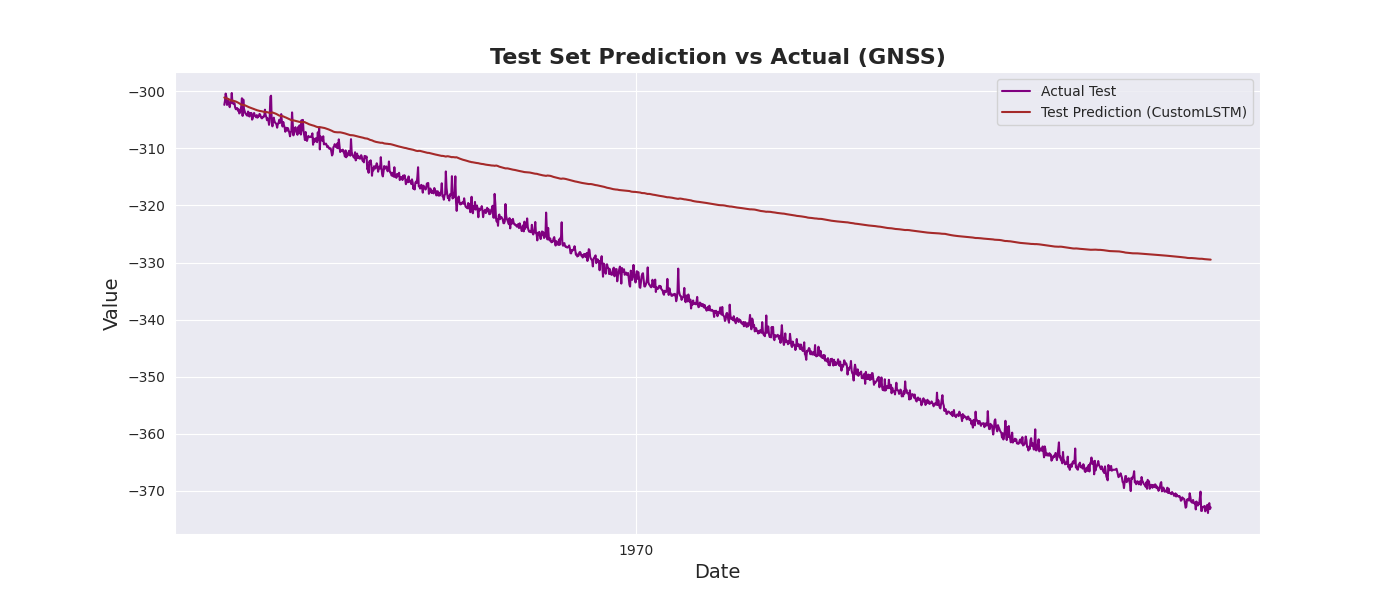 Test Set Prediction vs Actual (GNSS)
Actual Test
Test Prediction (CustomLSTM)
Value
−300
−310
−320
−330
−340
−350
−360
−370
1970
Date